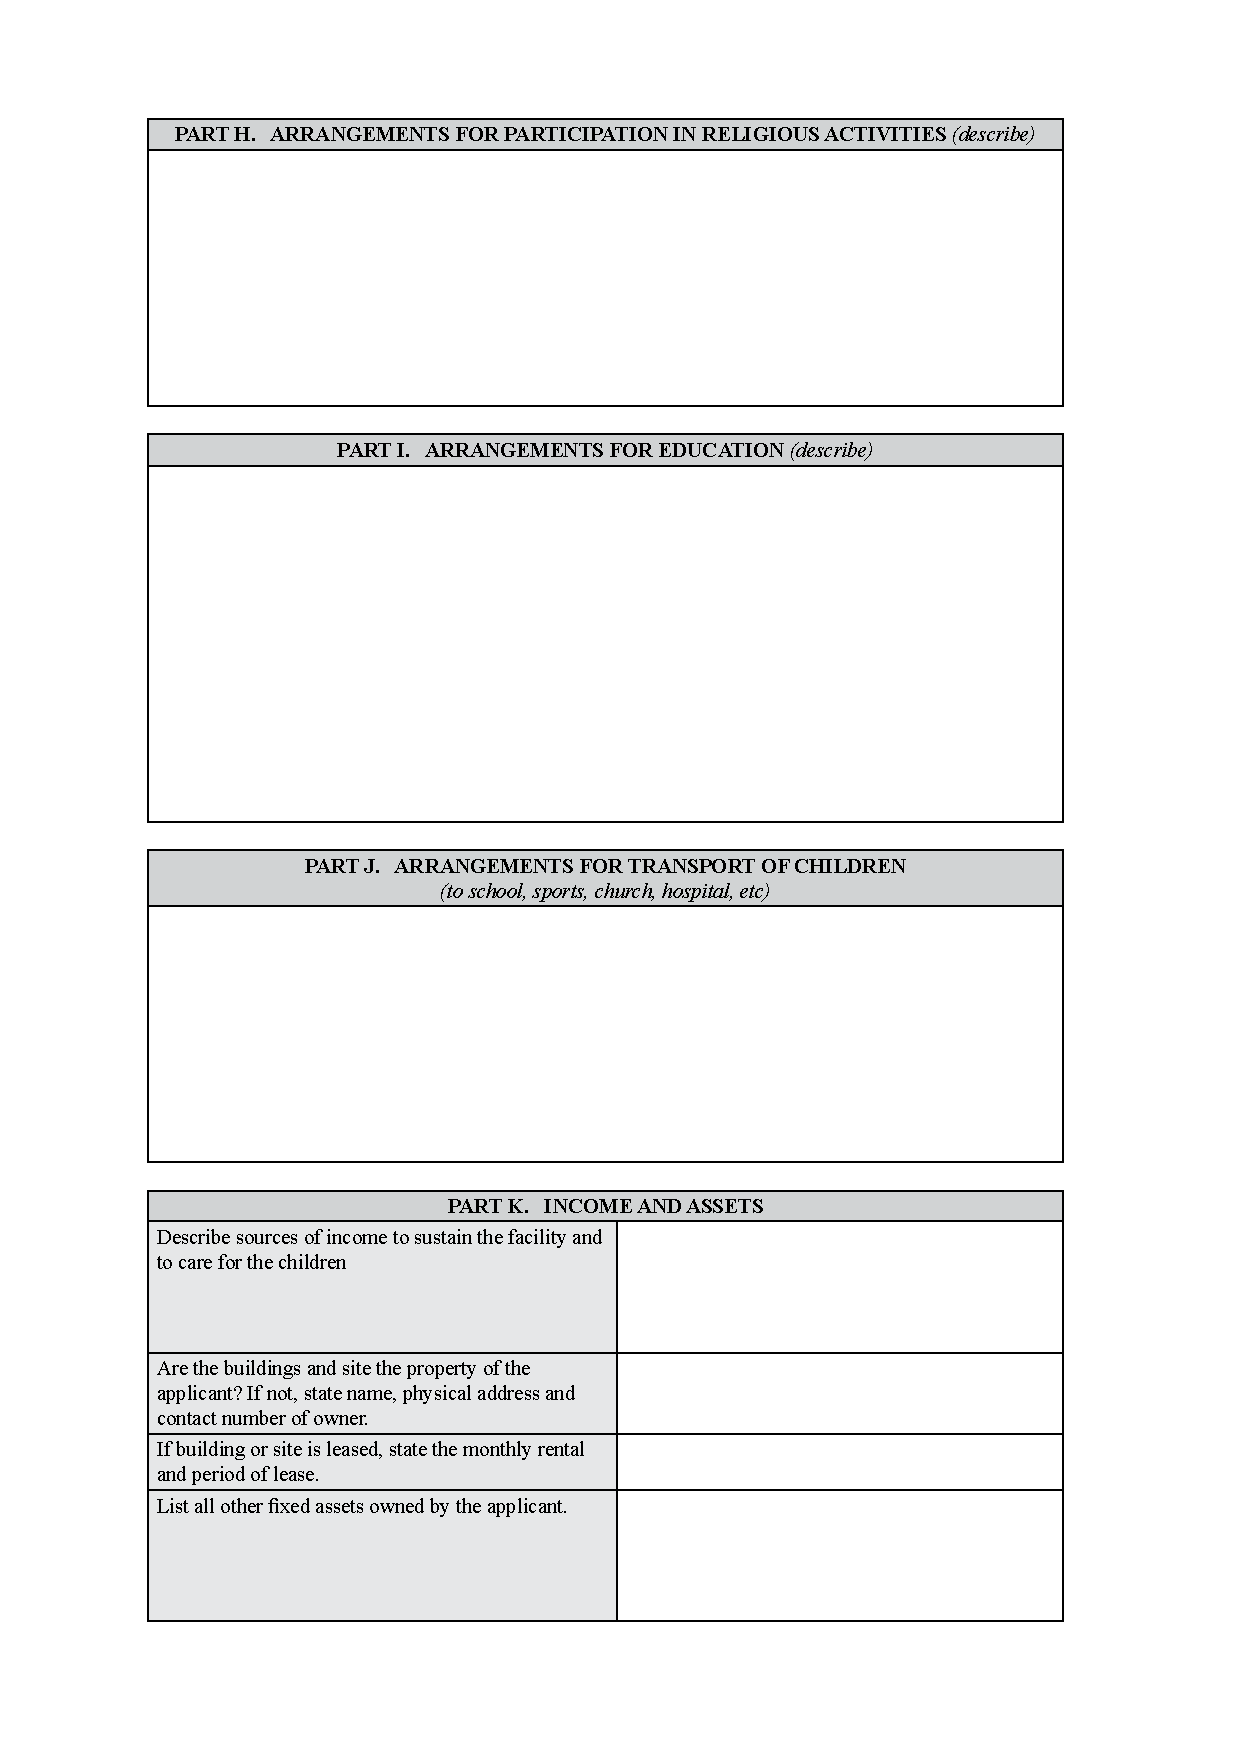 PART H. ARRANGEMENTS FOR PARTICIPATION IN RELIGIOUS ACTIVITIES (describe)
PART I. ARRANGEMENTS FOR EDUCATION (describe)
PART J. ARRANGEMENTS FOR TRANSPORT OF CHILDREN
(to school, sports, church, hospital, etc)
PART K. INCOME AND ASSETS
Describe sources of income to sustain the facility and
to care for the children
Are the buildings and site the property of the
applicant? If not, state name, physical address and
contact number of owner.
If building or site is leased, state the monthly rental
and period of lease.
List all other fixed assets owned by the applicant.